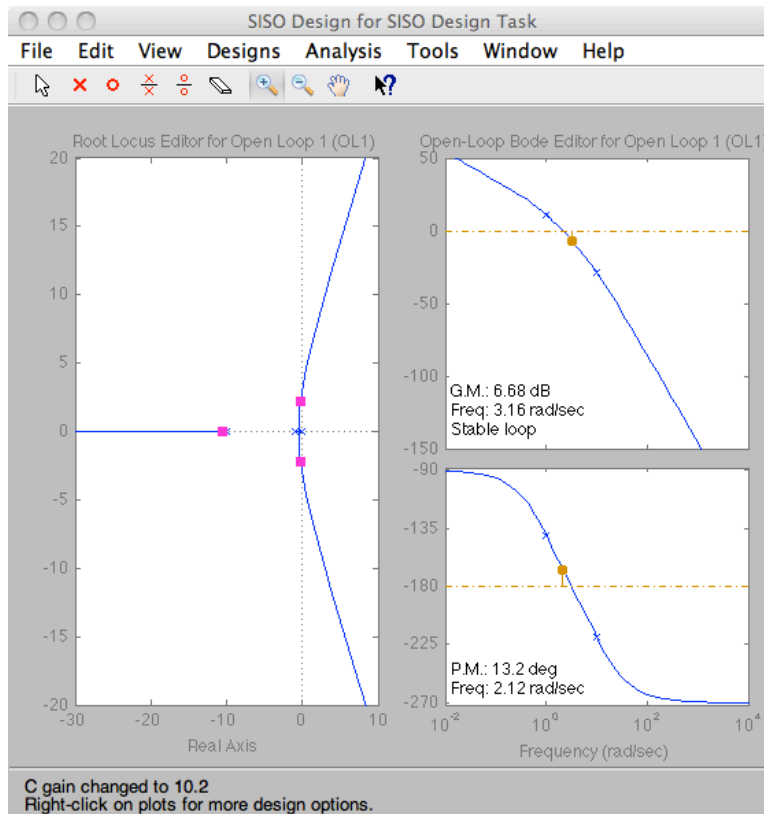 SISO Design for SISO Design Task
File Edit View Designs Analysis Tools Window Help
Root Locus Editor for Open Loop 1 (OL1)
20
15
10
5
0
-5
-10
-15
-20
-30 -20 -10 0 10
Real Axis
Open-Loop Bode Editor for Open Loop 1 (OL1)
50
0
-50
-100
-150
G.M.: 6.68 dB
Freq: 3.16 rad/sec
Stable loop
-90
-135
-180
-225
-270
P.M.: 13.2 deg
Freq: 2.12 rad/sec
10^-2 10^0 10^2 10^4
Frequency (rad/sec)
C gain changed to 10.2
Right-click on plots for more design options.